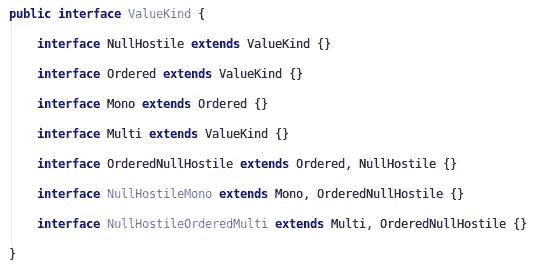 public interface ValueKind {
interface NullHostile extends ValueKind {}
interface Ordered extends ValueKind {}
interface Mono extends Ordered {}
interface Multi extends ValueKind {}
interface OrderedNullHostile extends Ordered, NullHostile {}
interface NullHostileMono extends Mono, OrderedNullHostile {}
interface NullHostileOrderedMulti extends Multi, OrderedNullHostile {}
}